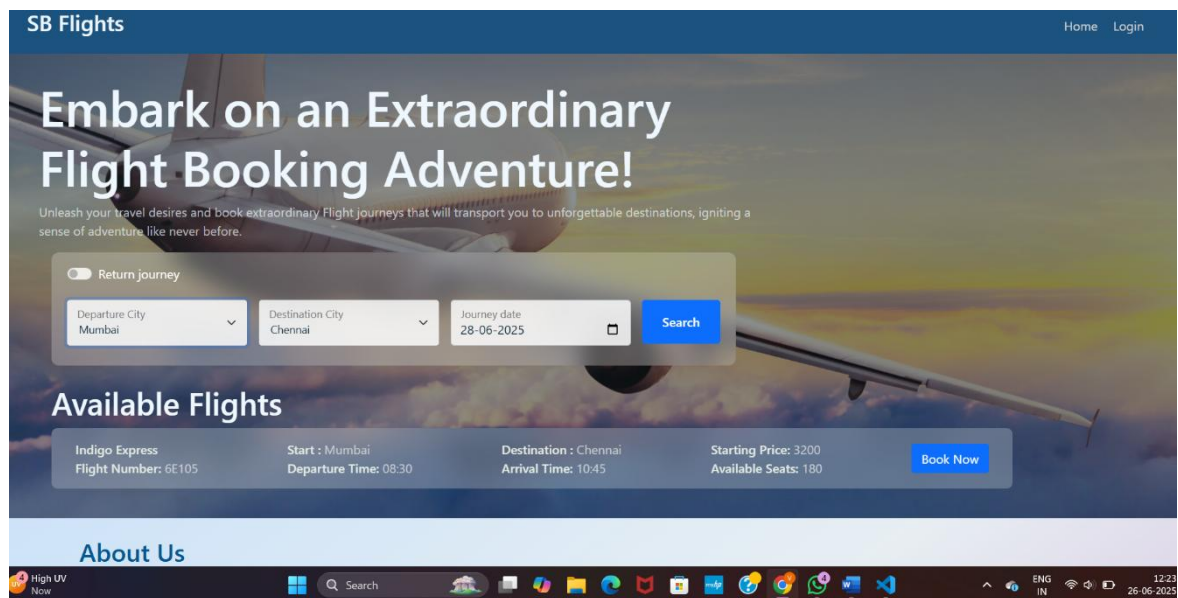 SB Flights
Home Login
Embark on an Extraordinary
Flight Booking Adventure!
Unleash your travel desires and book extraordinary Flight journeys that will transport you to unforgettable destinations, igniting a
sense of adventure like never before.
Return journey
Departure City
Mumbai
Destination City
Chennai
Journey date
28-06-2025
Search
Available Flights
Indigo Express
Flight Number: 6E105
Start : Mumbai
Departure Time: 08:30
Destination : Chennai
Arrival Time: 10:45
Starting Price: 3200
Available Seats: 180
Book Now
About Us
4
UV
High UV
Now
Search
4
W
ENG
IN
12:23
26-06-2025